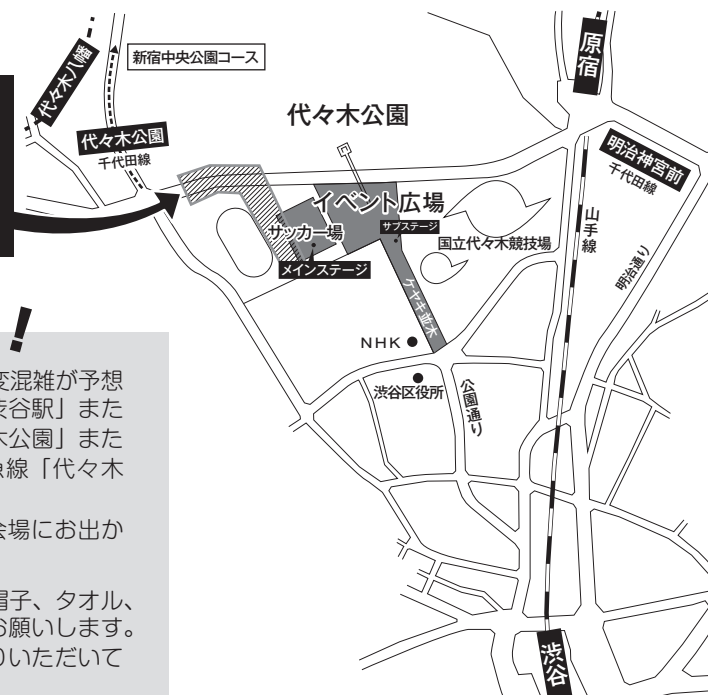 原宿
新宿中央公園コース
代々木八幡
代々木公園
代々木公園
千代田線
明治神宮前
千代田線
イベント広場
サブステージ
サッカー場
国立代々木競技場
山手線
明治通り
メインステージ
ケヤキ並木
NHK
渋谷区役所
公園通り
渋谷
!
変混雑が予想
渋谷駅」また
木公園」また
急線「代々木
会場にお出か
帽子、タオル、
お願いします。
りいただいて